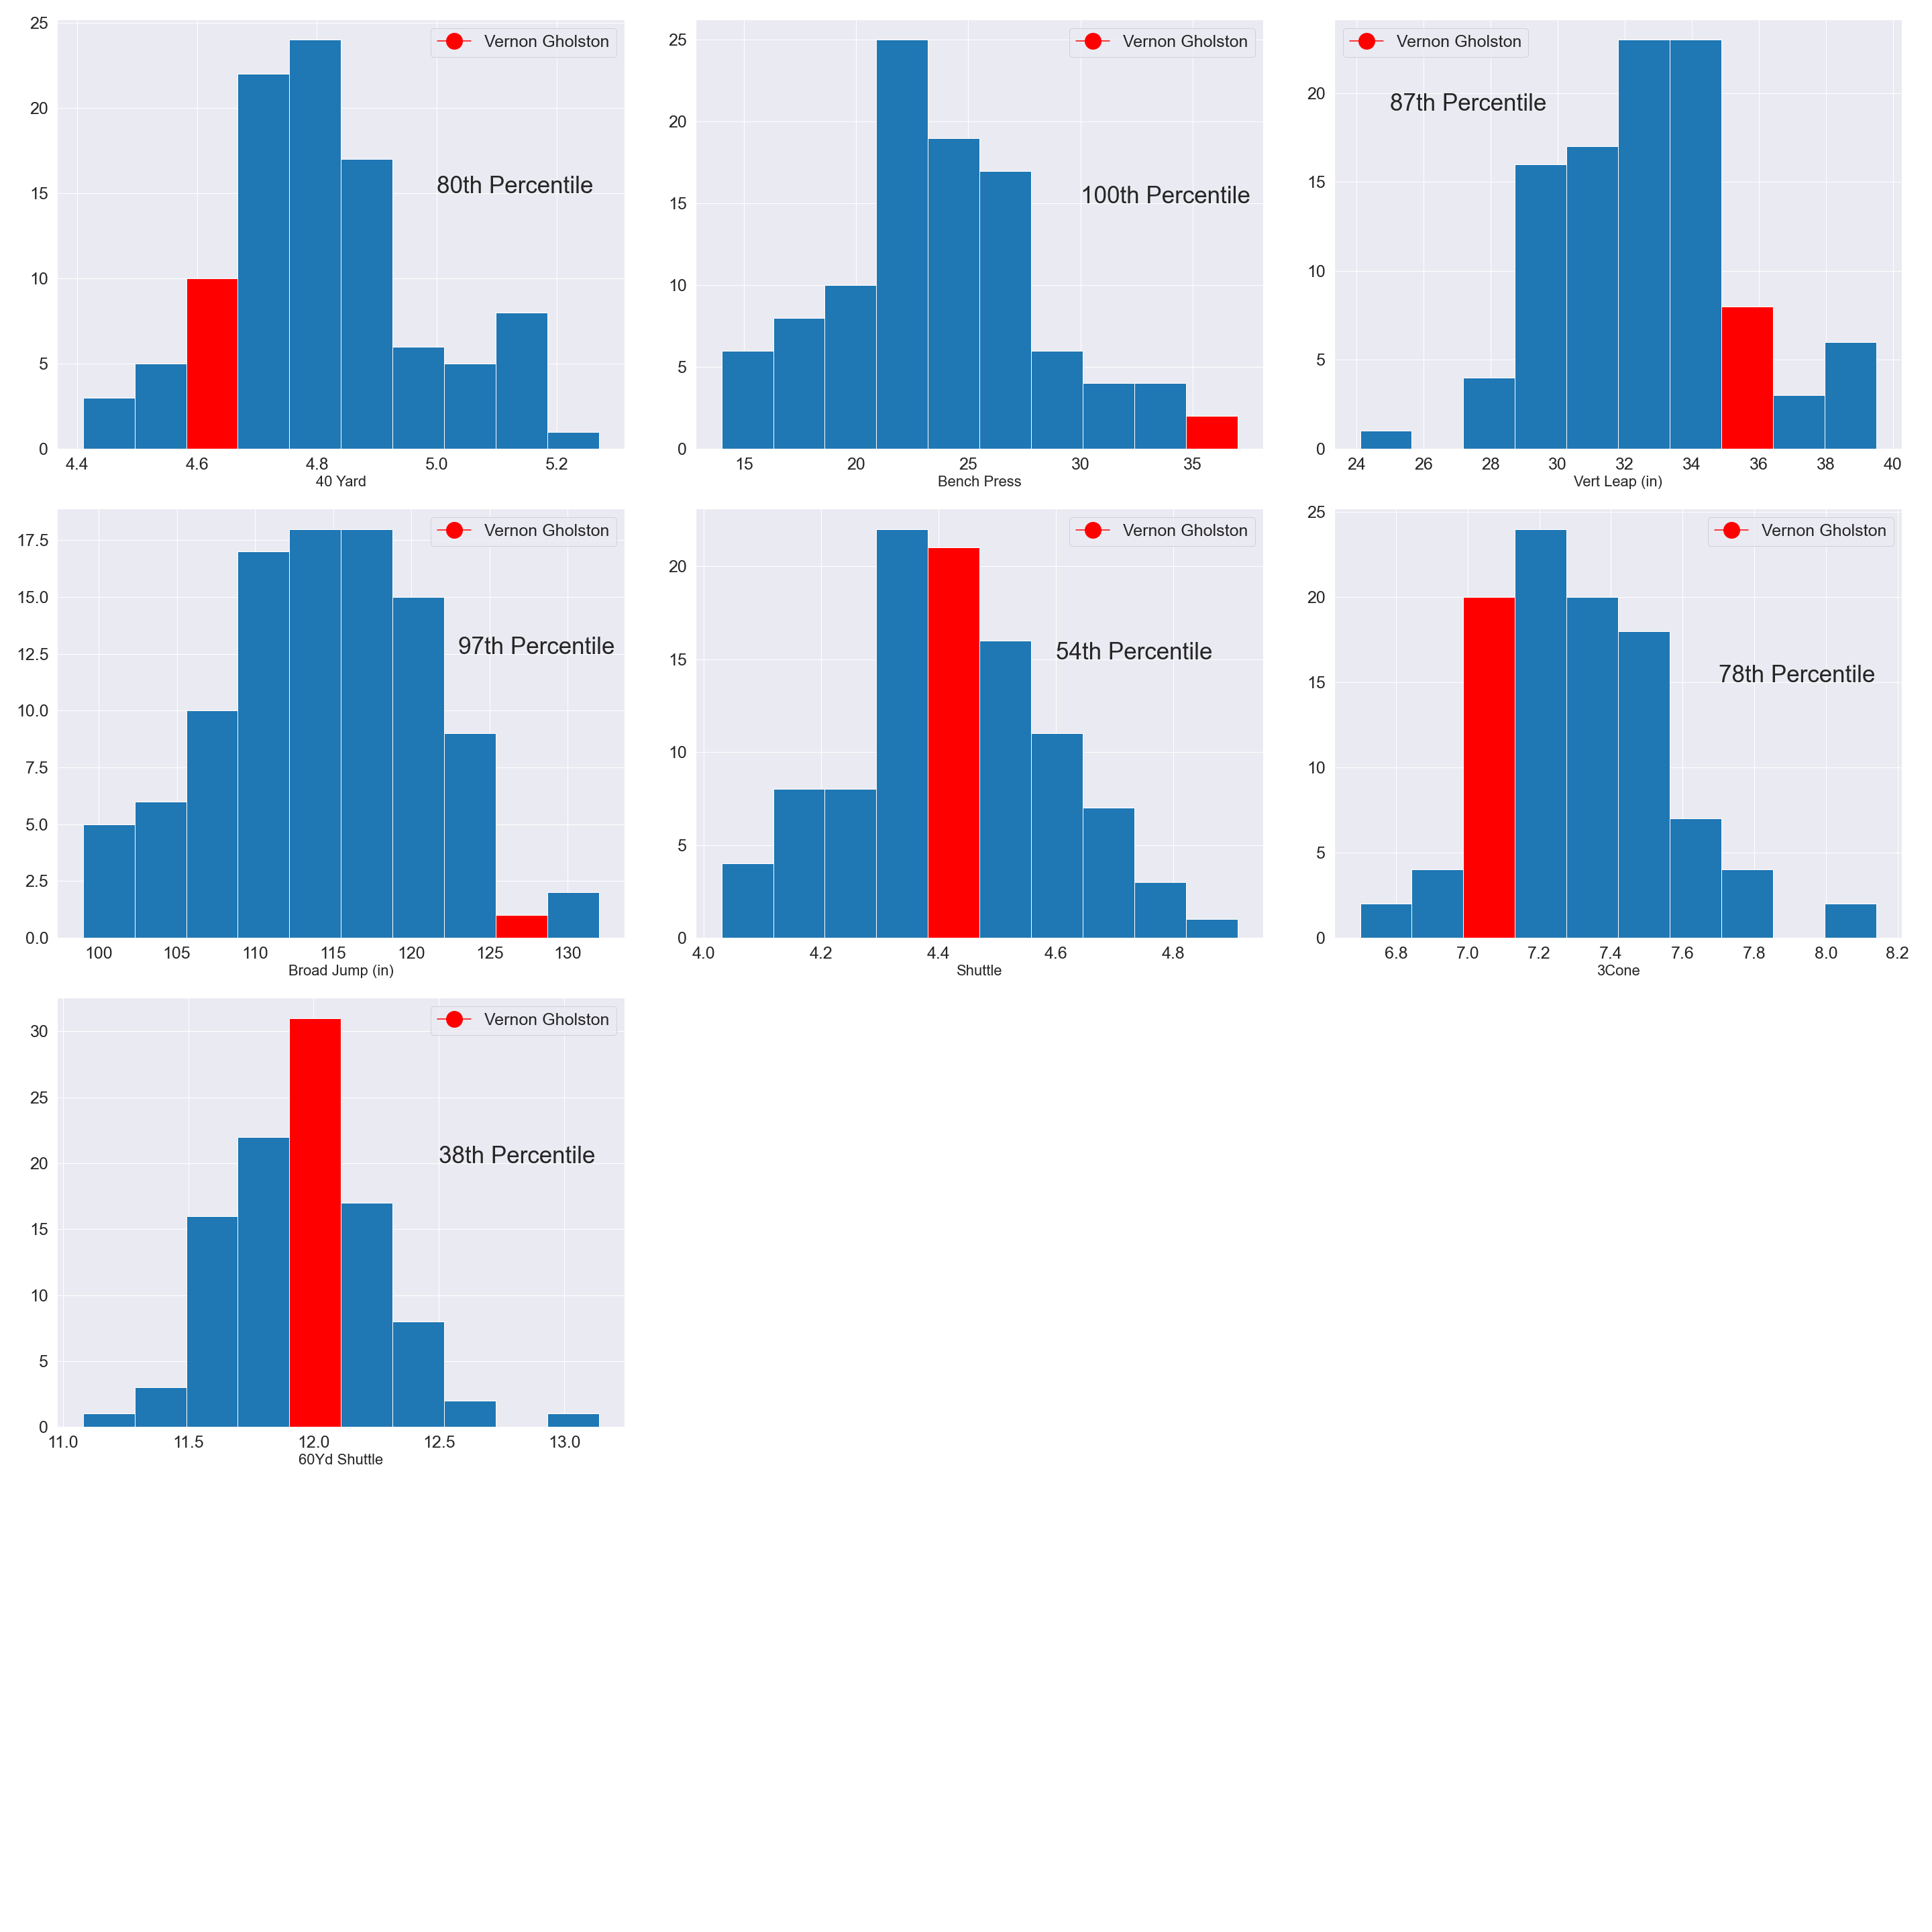 25
20
15
10
5
0
Vernon Gholston
80th Percentile
4.4 4.6 4.8 5.0 5.2
40 Yard
25
20
15
10
5
0
Vernon Gholston
100th Percentile
15 20 25 30 35
Bench Press
20
15
10
5
0
Vernon Gholston
87th Percentile
24 26 28 30 32 34 36 38 40
Vert Leap (in)
17.5
15.0
12.5
10.0
7.5
5.0
2.5
0.0
Vernon Gholston
97th Percentile
100 105 110 115 120 125 130
Broad Jump (in)
20
15
10
5
0
Vernon Gholston
54th Percentile
4.0 4.2 4.4 4.6 4.8
Shuttle
25
20
15
10
5
0
Vernon Gholston
78th Percentile
6.8 7.0 7.2 7.4 7.6 7.8 8.0 8.2
3Cone
30
25
20
15
10
5
0
Vernon Gholston
38th Percentile
11.0 11.5 12.0 12.5 13.0
60Yd Shuttle